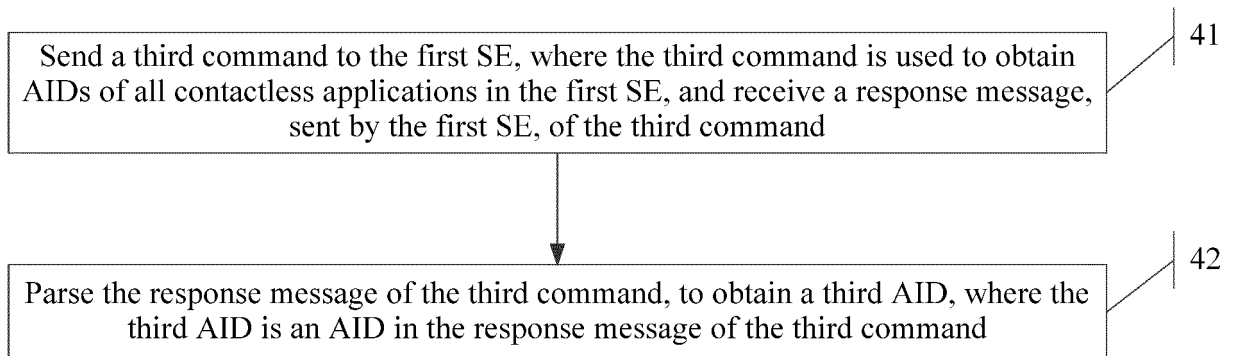 41
Send a third command to the first SE, where the third command is used to obtain
AIDs of all contactless applications in the first SE, and receive a response message,
sent by the first SE, of the third command
42
Parse the response message of the third command, to obtain a third AID, where the
third AID is an AID in the response message of the third command